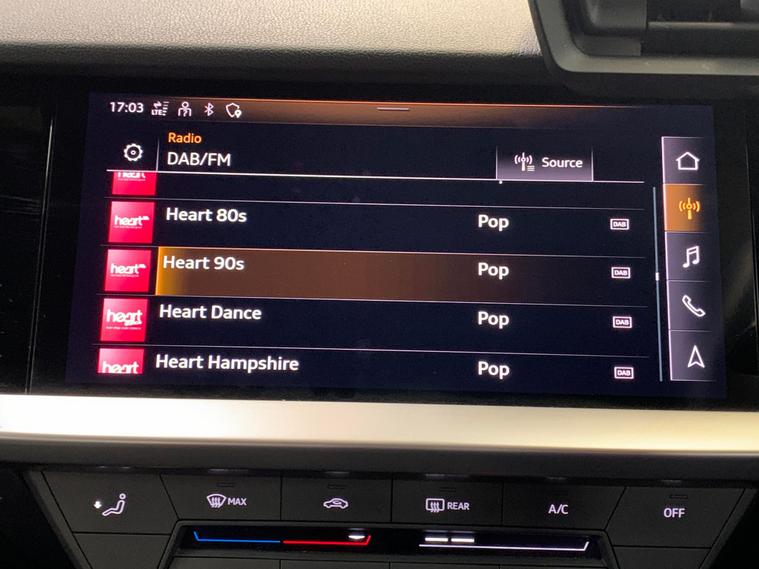 17:03 LTE
Radio
DAB/FM
Source
heart
Heart 80s Pop DAB
heart
Heart 90s Pop DAB
heart
Heart Dance Pop DAB
heart
Heart Hampshire Pop DAB
MAX
REAR
A/C
OFF